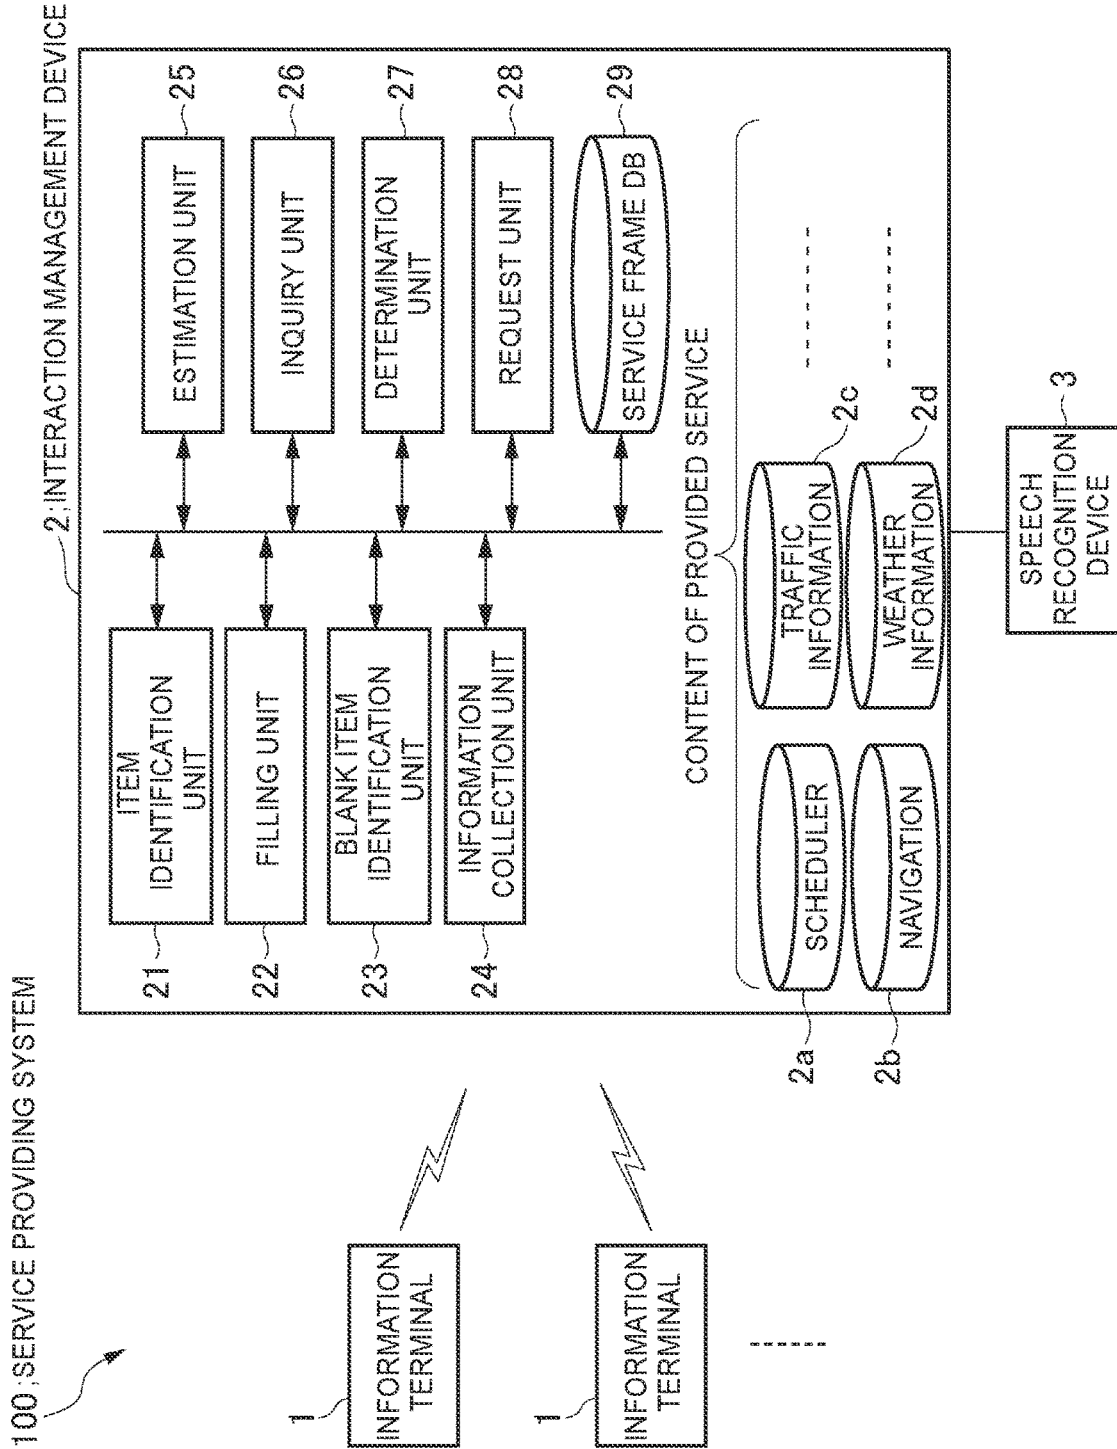 100;SERVICE PROVIDING SYSTEM
2;INTERACTION MANAGEMENT DEVICE
1
INFORMATION
TERMINAL
1
INFORMATION
TERMINAL
21
ITEM
IDENTIFICATION
UNIT
22
FILLING UNIT
23
BLANK ITEM
IDENTIFICATION
UNIT
24
INFORMATION
COLLECTION UNIT
ESTIMATION UNIT
25
INQUIRY UNIT
26
DETERMINATION
UNIT
27
REQUEST UNIT
28
SERVICE FRAME DB
29
CONTENT OF PROVIDED SERVICE
2a
SCHEDULER
2b
NAVIGATION
TRAFFIC
INFORMATION
2c
WEATHER
INFORMATION
2d
SPEECH
RECOGNITION
DEVICE
3